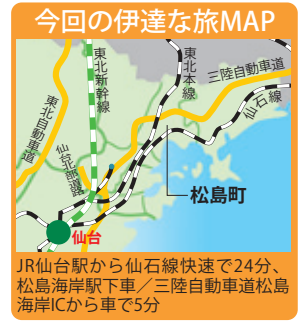 今回の伊達な旅MAP
東北新幹線
東北本線
三陸自動車道
仙石線
東北自動車道
仙台北部道路
松島町
仙台
JR仙台駅から仙石線快速で24分、
松島海岸駅下車／三陸自動車道松島
海岸ICから車で5分